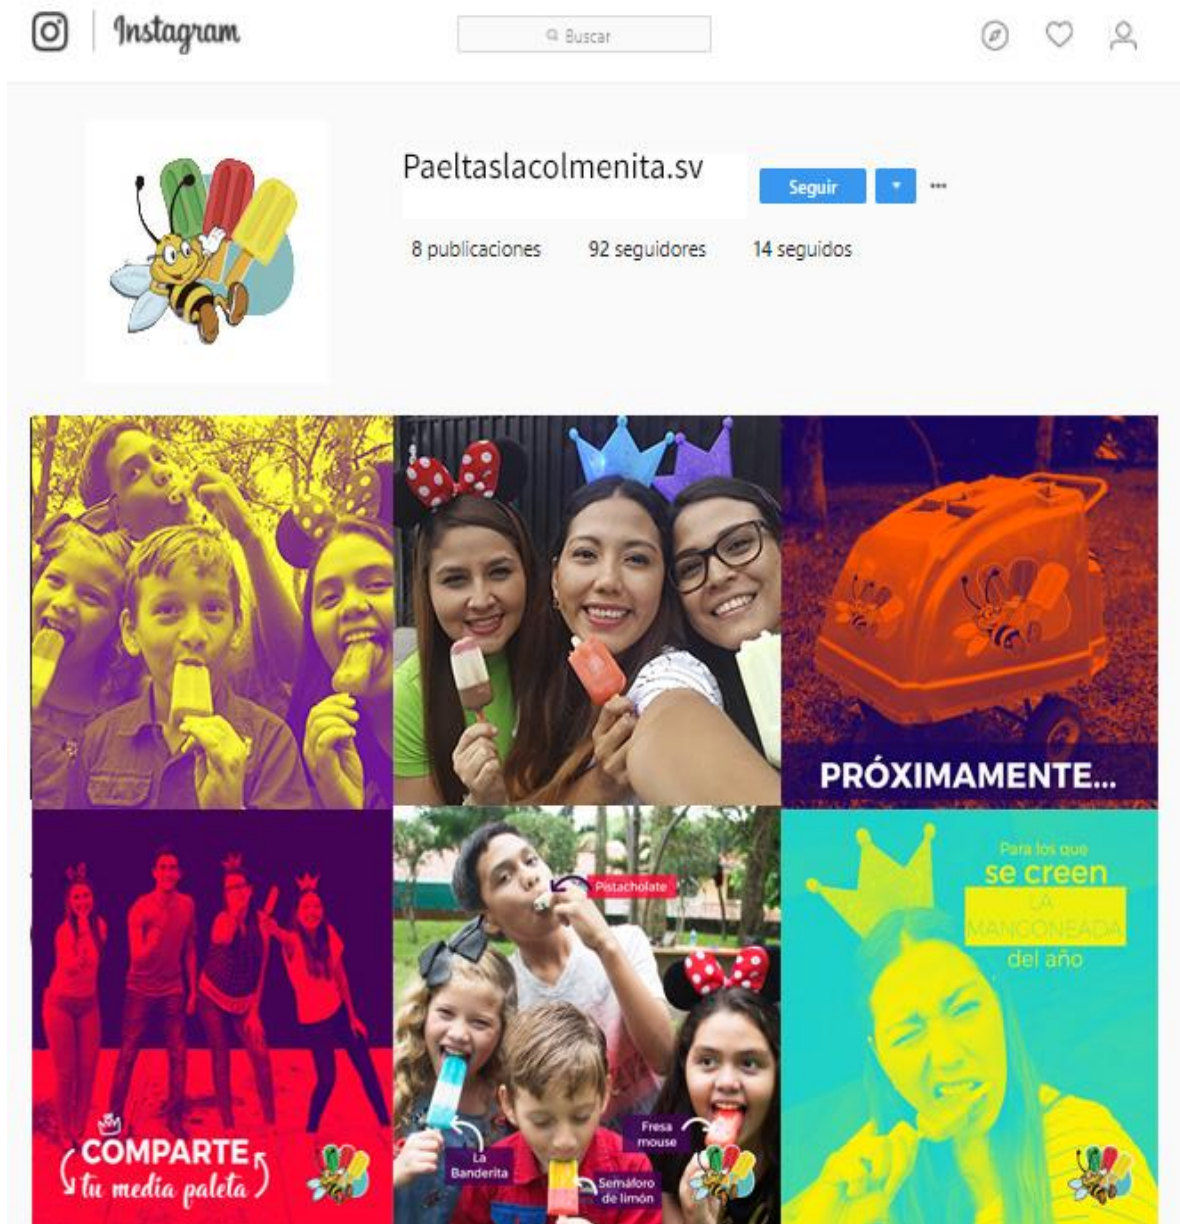 Instagram
Buscar
Paeltaslacolmenita.sv
Seguir
8 publicaciones
92 seguidores
14 seguidos
PRÓXIMAMENTE...
COMPARTE
tu media paleta
Pistacholate
La
Banderita
Fresa
mouse
Semáforo
de limón
Para los que
se creen
LA
MANGONEADA
del año